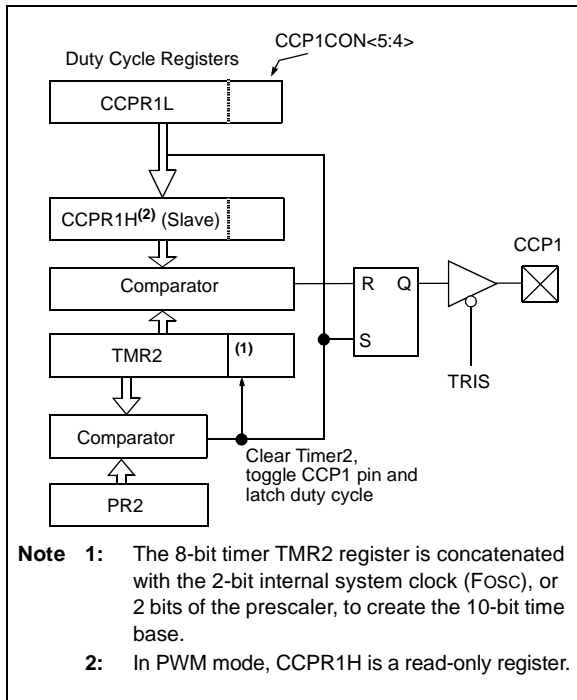 CCP1CON<5:4>
Duty Cycle Registers
CCPR1L
CCPR1H(2) (Slave)
CCP1
Comparator
R Q
TMR2 (1)
S
TRIS
Comparator
Clear Timer2,
toggle CCP1 pin and
latch duty cycle
PR2
Note 1: The 8-bit timer TMR2 register is concatenated
with the 2-bit internal system clock (FOSC), or
2 bits of the prescaler, to create the 10-bit time
base.
2: In PWM mode, CCPR1H is a read-only register.